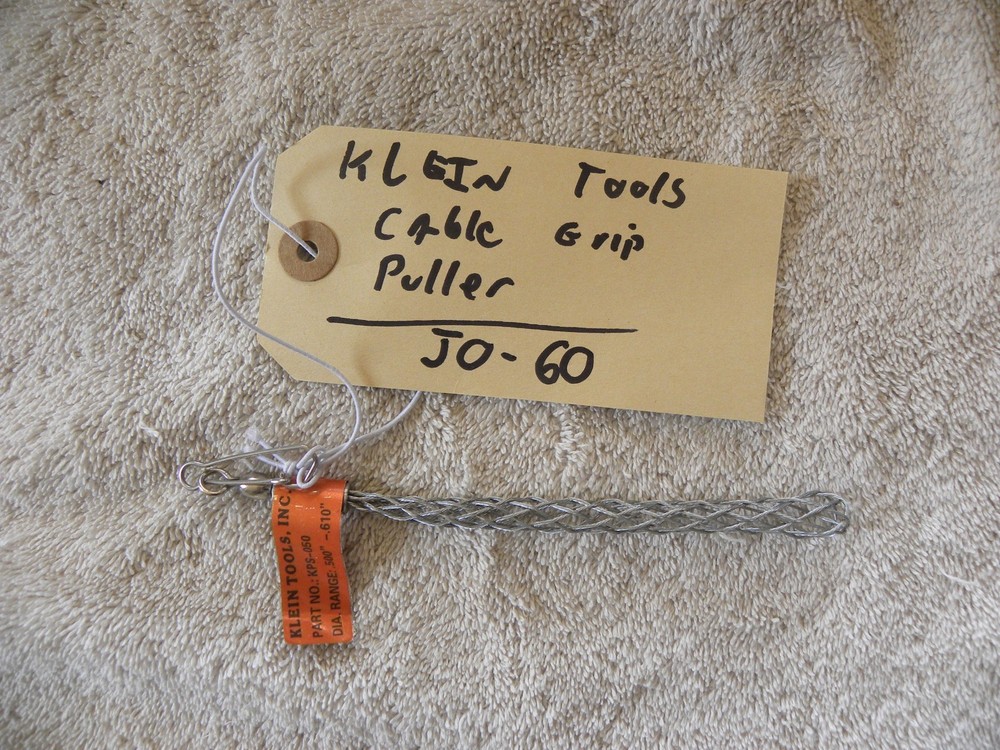 KLEIN Tools
CAble Grip
Puller
JO-60
KLEIN TOOLS, INC.
PART NO.: KPS-050
DIA. RANGE: .500" -.610"